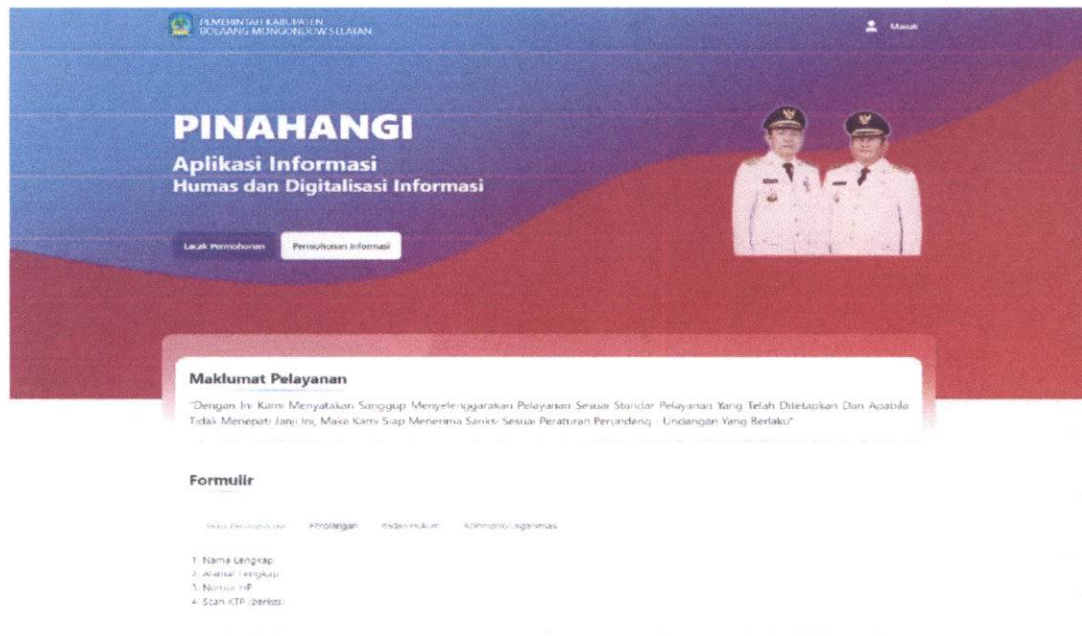 PEMERINTAH KABUPATEN
BOLAANG MONGONDOW SELATAN
Masuk
PINAHANGI
Aplikasi Informasi
Humas dan Digitalisasi Informasi
Lacak Permohonan
Permohonan Informasi
Maklumat Pelayanan
"Dengan Ini Kami Menyatakan Sanggup Menyelenggarakan Pelayanan Sesuai Standar Pelayanan Yang Telah Ditetapkan Dan Apabila
Tidak Menepati Janji Ini, Maka Kami Siap Menerima Sanksi Sesuai Peraturan Perundang - Undangan Yang Berlaku"
Formulir
Perorangan Badan Hukum Kelompok/Organisasi
1. Nama Lengkap
2. Alamat Lengkap
3. Nomor HP
4. Scan KTP (berkas)